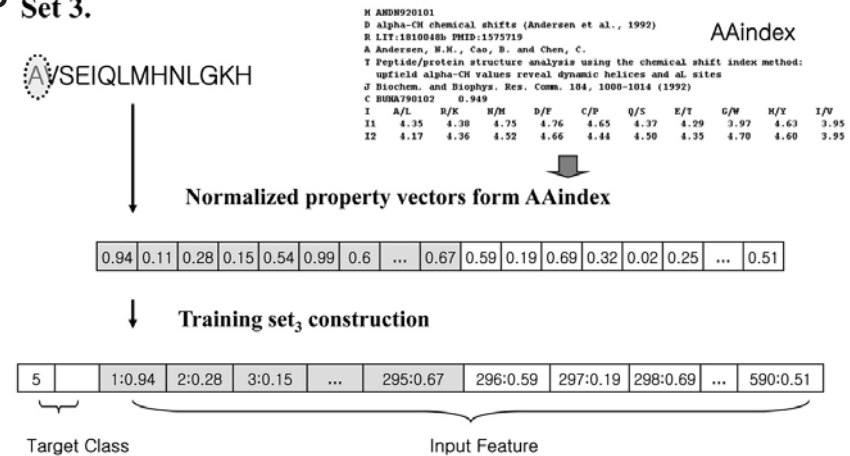 Set 3.
H ANDN920101
D alpha-CH chemical shifts (Andersen et al., 1992)
R LIT:1810048b PMID:1575719
A Andersen, N.H., Cao, B. and Chen, C.
T Peptide/protein structure analysis using the chemical shift index method:
upfield alpha-CH values reveal dynamic helices and aL sites
J Biochem. and Biophys. Res. Comm. 184, 1008-1014 (1992)
C BUNA790102 0.949
I A/L R/K N/M D/F C/P Q/S E/T G/W H/Y I/V
I1 4.35 4.38 4.75 4.76 4.65 4.37 4.29 3.97 4.63 3.95
I2 4.17 4.36 4.52 4.66 4.44 4.50 4.35 4.70 4.60 3.95
AAindex
AVSEIQLMHNLGKH
Normalized property vectors form AAindex
0.94 0.11 0.28 0.15 0.54 0.99 0.6 ... 0.67 0.59 0.19 0.69 0.32 0.02 0.25 ... 0.51
Training set₃ construction
5 1:0.94 2:0.28 3:0.15 ... 295:0.67 296:0.59 297:0.19 298:0.69 ... 590:0.51
Target Class Input Feature